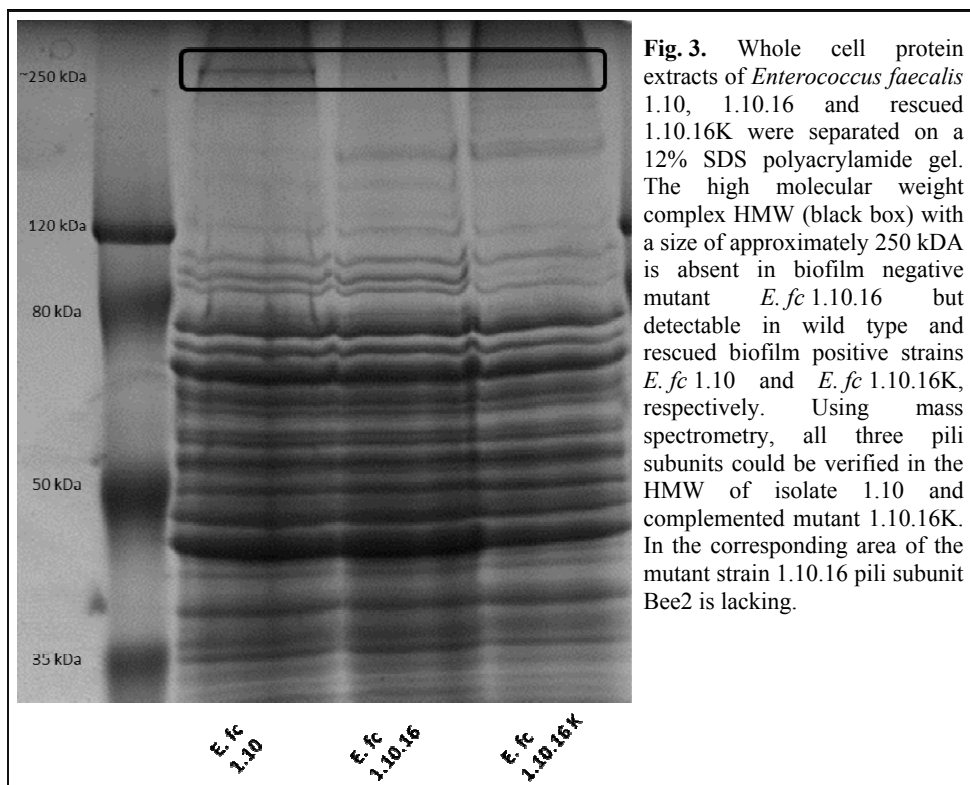 ~250 kDa
120 kDa
80 kDa
50 kDa
35 kDa
E. fc
1.10
E. fc
1.10.16
E. fc
1.10.16 K
Fig. 3. Whole cell protein
extracts of Enterococcus faecalis
1.10, 1.10.16 and rescued
1.10.16K were separated on a
12% SDS polyacrylamide gel.
The high molecular weight
complex HMW (black box) with
a size of approximately 250 kDA
is absent in biofilm negative
mutant E. fc 1.10.16 but
detectable in wild type and
rescued biofilm positive strains
E. fc 1.10 and E. fc 1.10.16K,
respectively. Using mass
spectrometry, all three pili
subunits could be verified in the
HMW of isolate 1.10 and
complemented mutant 1.10.16K.
In the corresponding area of the
mutant strain 1.10.16 pili subunit
Bee2 is lacking.